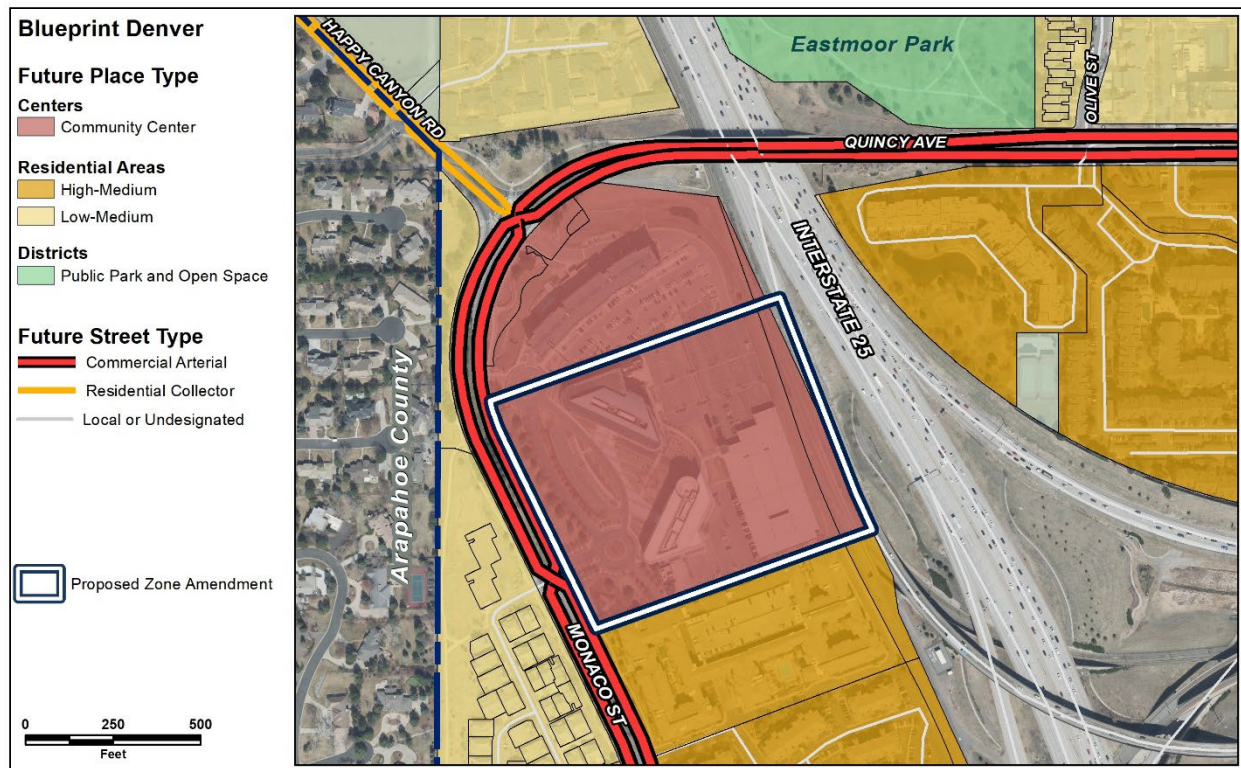 Blueprint Denver
Future Place Type
Centers
Community Center
Residential Areas
High-Medium
Low-Medium
Districts
Public Park and Open Space
Future Street Type
Commercial Arterial
Residential Collector
Local or Undesignated
Proposed Zone Amendment
0 250 500
Feet
HAPPY CANYON RD
Eastmoor Park
OLIVE ST
QUINCY AVE
INTERSTATE 25
Arapahoe County
MONACO ST